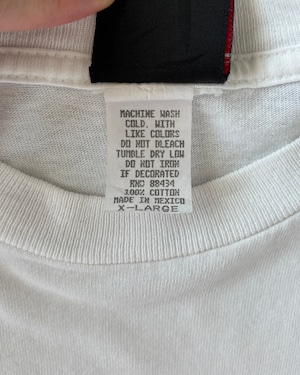 MACHINE WASH
COLD, WITH
LIKE COLORS
DO NOT BLEACH
TUMBLE DRY LOW
DO NOT IRON
IF DECORATED
RN# 88434
100% COTTON
MADE IN MEXICO
X-LARGE